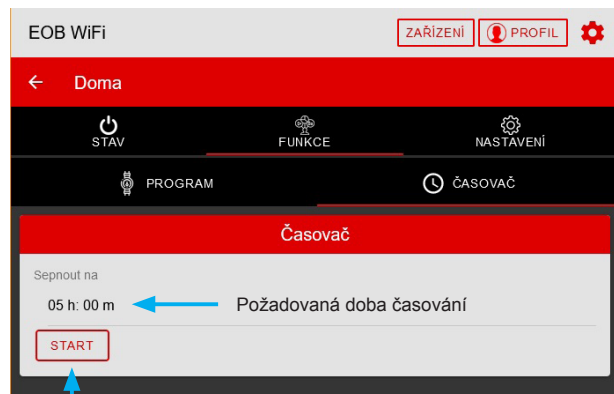 EOB WiFi
ZAŘÍZENÍ
PROFIL
Doma
STAV
FUNKCE
NASTAVENÍ
PROGRAM
ČASOVAČ
Časovač
Sepnout na
05 h: 00 m
Požadovaná doba časování
START